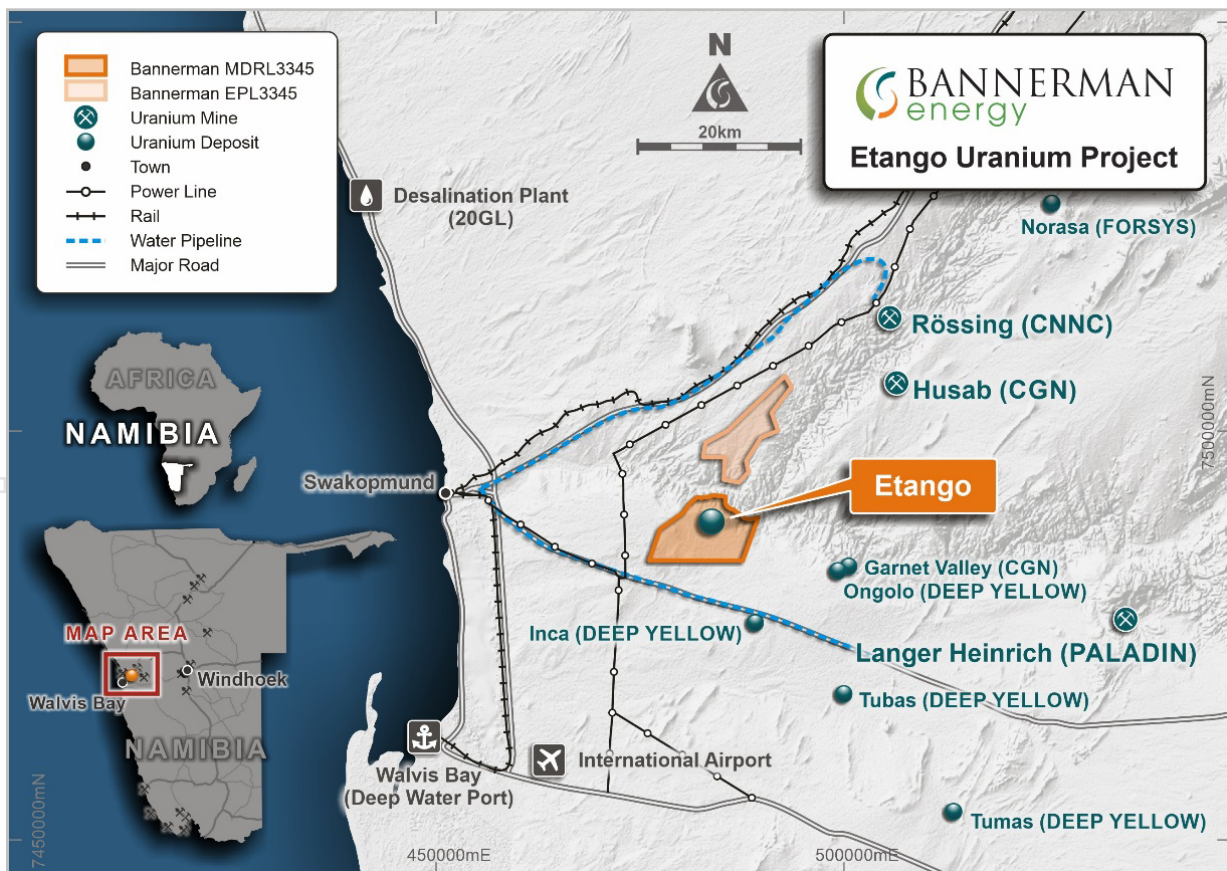 Bannerman MDRL3345
Bannerman EPL3345
Uranium Mine
Uranium Deposit
Town
Power Line
Rail
Water Pipeline
Major Road
N
20km
BANNERMAN
energy
Etango Uranium Project
Desalination Plant
(20GL)
Norasa (FORSYS)
Rössing (CNNC)
Husab (CGN)
AFRICA
NAMIBIA
7500000mN
Swakopmund
Etango
Garnet Valley (CGN)
Ongolo (DEEP YELLOW)
Inca (DEEP YELLOW)
Langer Heinrich (PALADIN)
MAP AREA
Windhoek
Walvis Bay
NAMIBIA
Tubas (DEEP YELLOW)
International Airport
Walvis Bay
(Deep Water Port)
Tumas (DEEP YELLOW)
7450000mN
450000mE
500000mE